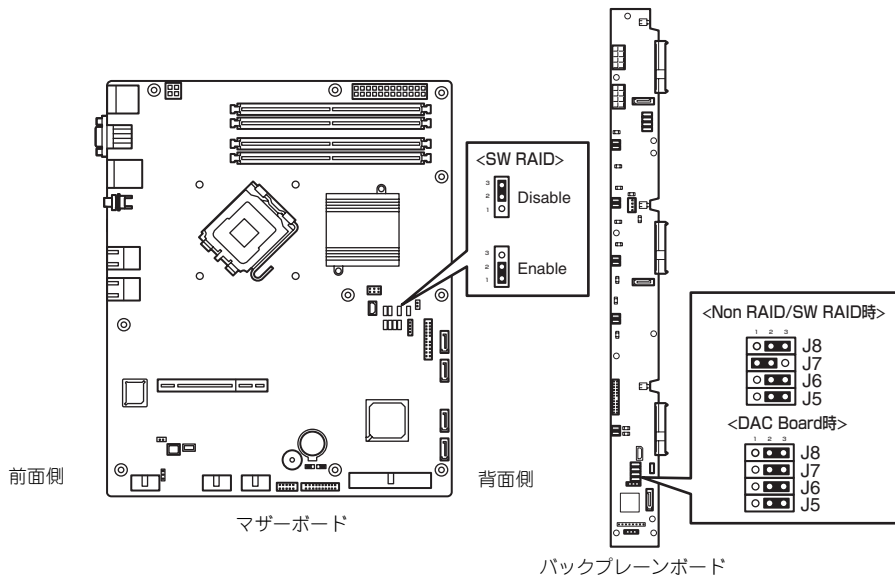 <SW RAID>
3
2
1
Disable
3
2
1
Enable
<Non RAID/SW RAID時>
1 2 3
J8
J7
J6
J5
<DAC Board時>
1 2 3
J8
J7
J6
J5
前面側
背面側
マザーボード
バックプレーンボード